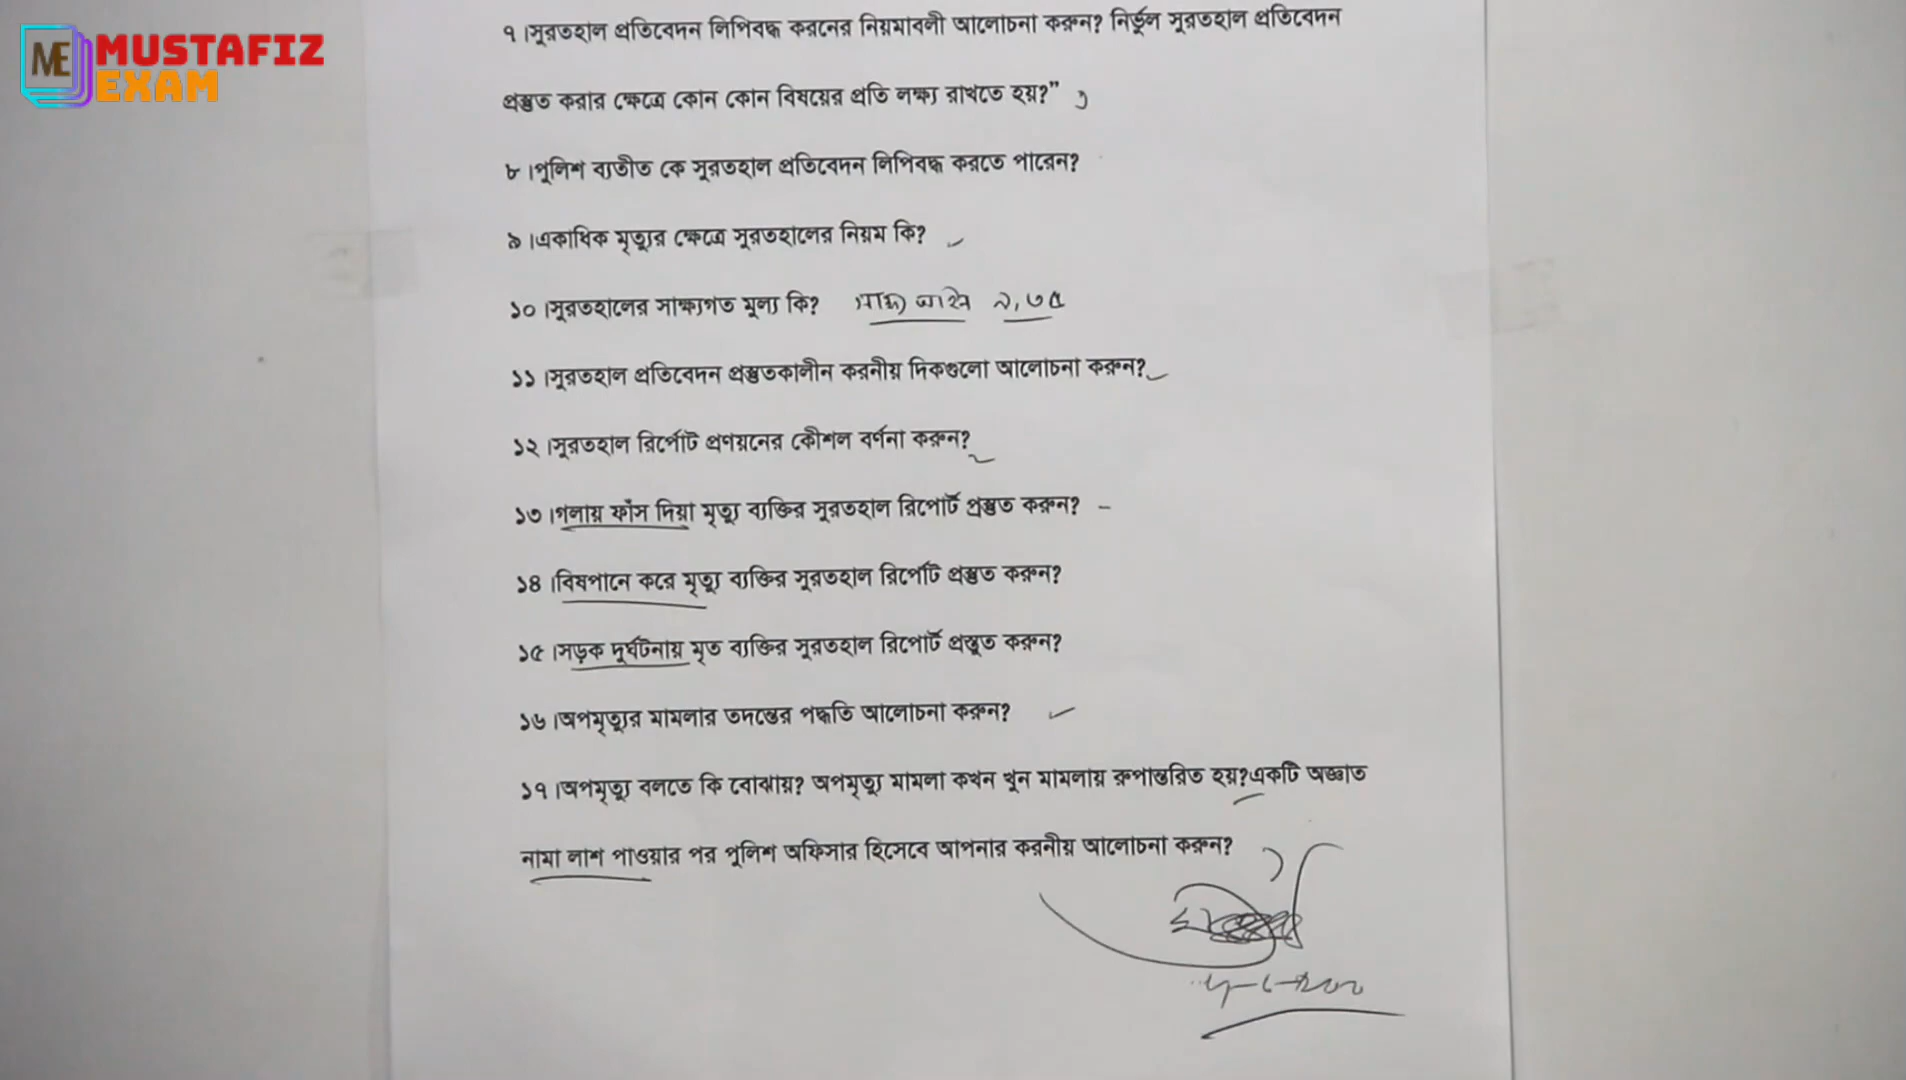 MUSTAFIZ
EXAM
ME
৭।সুরতহাল প্রতিবেদন লিপিবদ্ধ করনের নিয়মাবলী আলোচনা করুন? নির্ভুল সুরতহাল প্রতিবেদন
প্রস্তুত করার ক্ষেত্রে কোন কোন বিষয়ের প্রতি লক্ষ্য রাখতে হয়?”
৮।পুলিশ ব্যতীত কে সুরতহাল প্রতিবেদন লিপিবদ্ধ করতে পারেন?
৯।একাধিক মৃত্যুর ক্ষেত্রে সুরতহালের নিয়ম কি?
১০।সুরতহালের সাক্ষ্যগত মূল্য কি? সাক্ষ্য আইন ৯, ৩৫
১১।সুরতহাল প্রতিবেদন প্রস্তুতকালীন করনীয় দিকগুলো আলোচনা করুন?
১২।সুরতহাল রির্পোট প্রণয়নের কৌশল বর্ণনা করুন?
১৩।গলায় ফাঁস দিয়া মৃত্যু ব্যক্তির সুরতহাল রিপোর্ট প্রস্তুত করুন?
১৪।বিষপানে করে মৃত্যু ব্যক্তির সুরতহাল রির্পোট প্রস্তুত করুন?
১৫।সড়ক দুর্ঘটনায় মৃত ব্যক্তির সুরতহাল রিপোর্ট প্রস্তুত করুন?
১৬।অপমৃত্যুর মামলার তদন্তের পদ্ধতি আলোচনা করুন?
১৭।অপমৃত্যু বলতে কি বোঝায়? অপমৃত্যু মামলা কখন খুন মামলায় রুপান্তরিত হয়?একটি অজ্ঞাত
নামা লাশ পাওয়ার পর পুলিশ অফিসার হিসেবে আপনার করনীয় আলোচনা করুন?